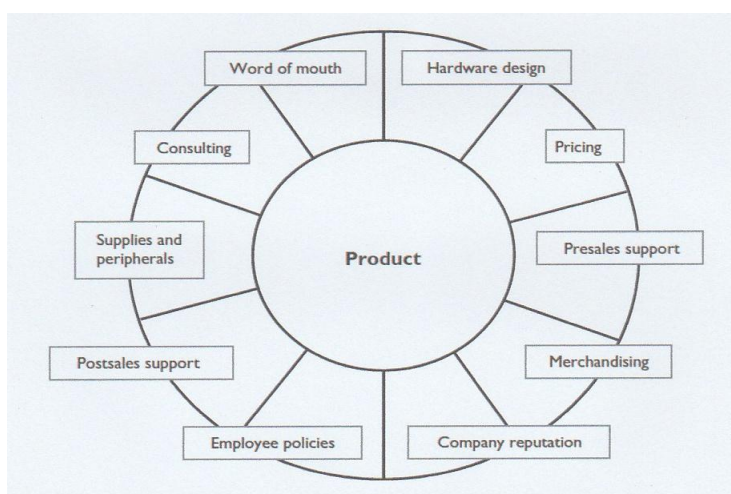 Word of mouth
Hardware design
Consulting
Pricing
Supplies and
peripherals
Product
Presales support
Postsales support
Merchandising
Employee policies
Company reputation